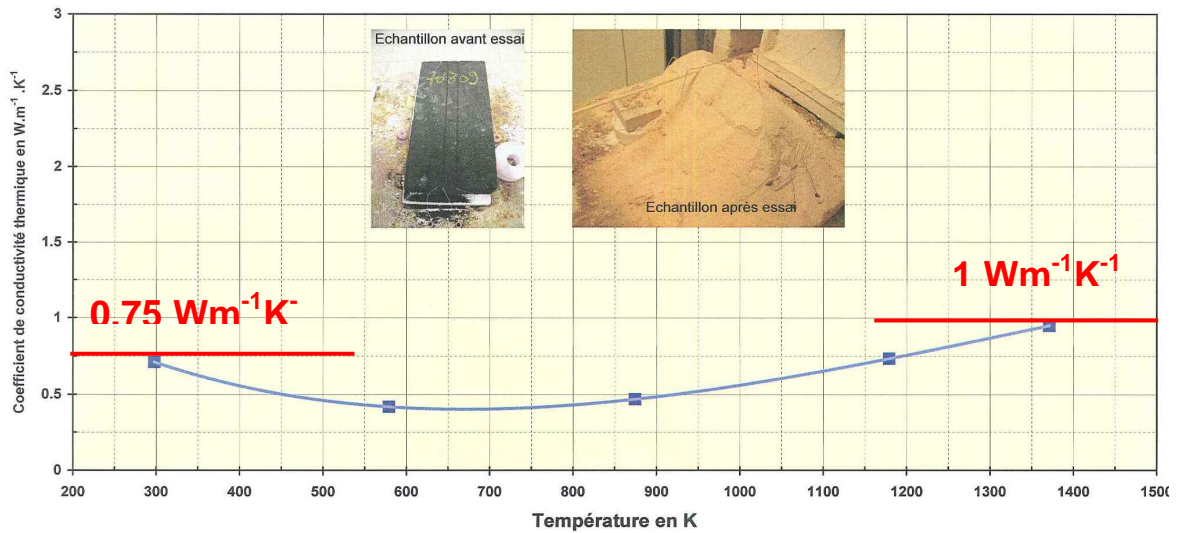 3
2.5
2
1.5
1
0.5
0
Coefficient de conductivité thermique en W.m⁻¹ .K⁻¹
Echantillon avant essai
Echantillon après essai
0.75 Wm⁻¹K⁻
1 Wm⁻¹K⁻¹
200 300 400 500 600 700 800 900 1000 1100 1200 1300 1400 1500
Température en K